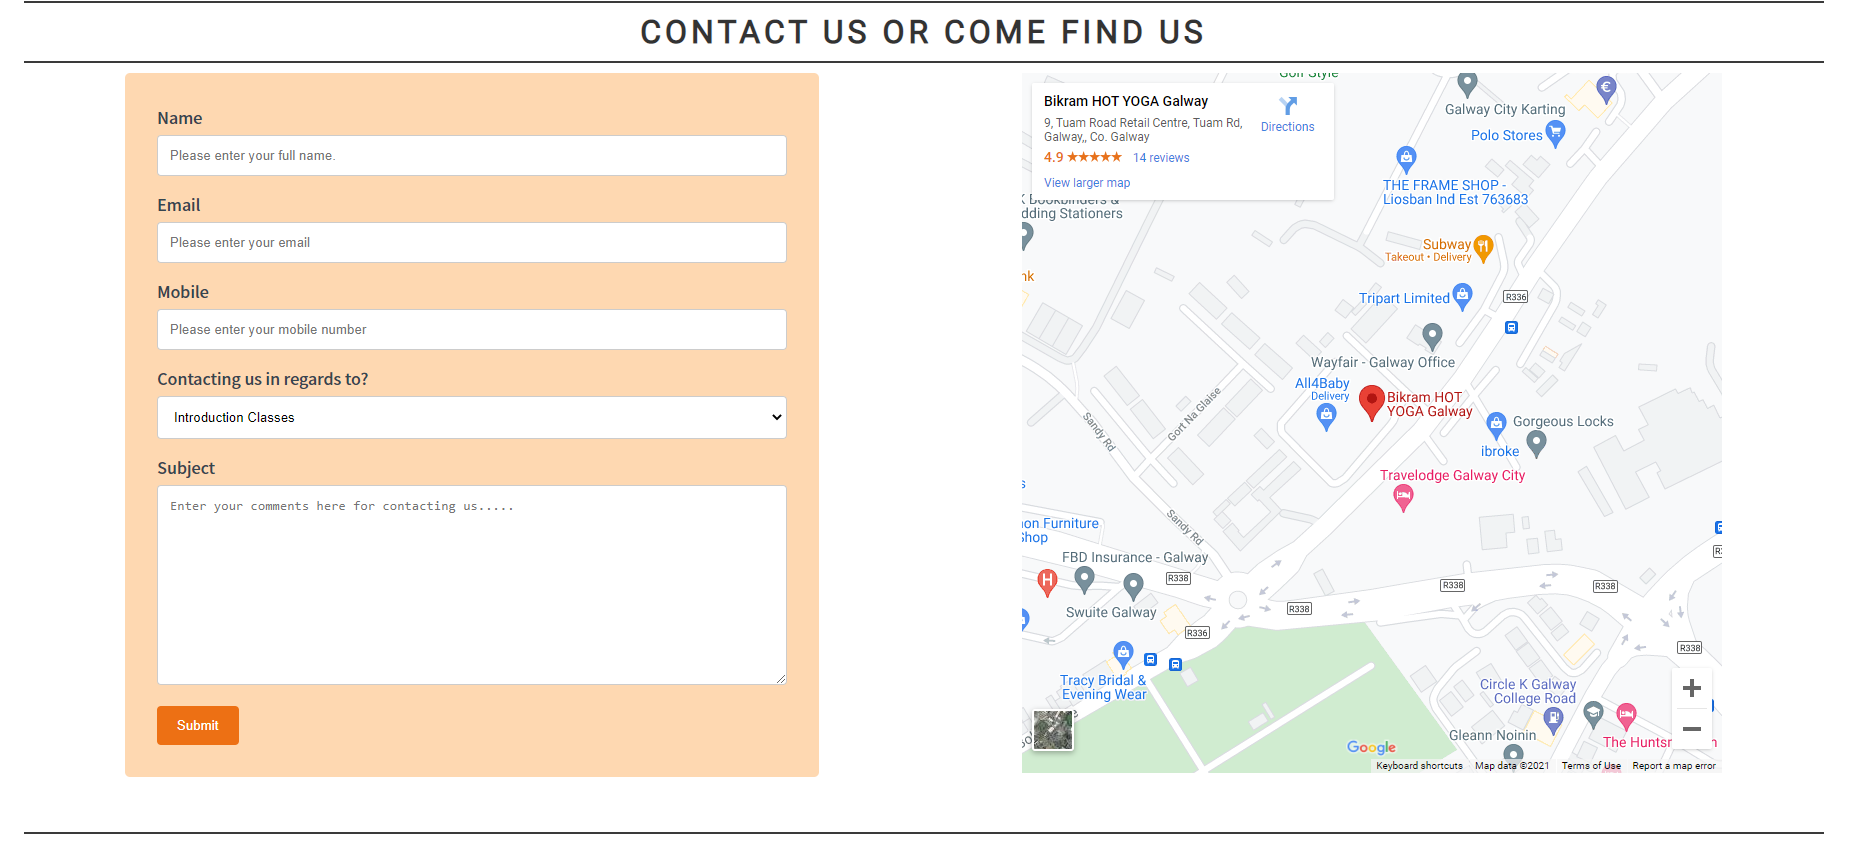 CONTACT US OR COME FIND US
Name
Please enter your full name.
Email
Please enter your email
Mobile
Please enter your mobile number
Contacting us in regards to?
Introduction Classes
Subject
Enter your comments here for contacting us.....
Submit
Golf Style
Bikram HOT YOGA Galway
9, Tuam Road Retail Centre, Tuam Rd,
Galway,, Co. Galway
4.9 ★★★★★ 14 reviews
View larger map
Directions
Galway City Karting
€
Polo Stores
THE FRAME SHOP -
Liosban Ind Est 763683
Bookbinders &
dding Stationers
Subway
Takeout • Delivery
nk
Tripart Limited
R336
Wayfair - Galway Office
All4Baby
Delivery
Bikram HOT
YOGA Galway
Gort Na Glaise
Sandy Rd
Gorgeous Locks
ibroke
Travelodge Galway City
s
Sandy Rd
on Furniture
Shop
FBD Insurance - Galway
R338
H
Swuite Galway
R338
R338
R338
R336
R338
Tracy Bridal &
Evening Wear
Circle K Galway
College Road
Gleann Noinin
The Hunts
Google
Keyboard shortcuts
Map data ©2021
Terms of Use
Report a map error